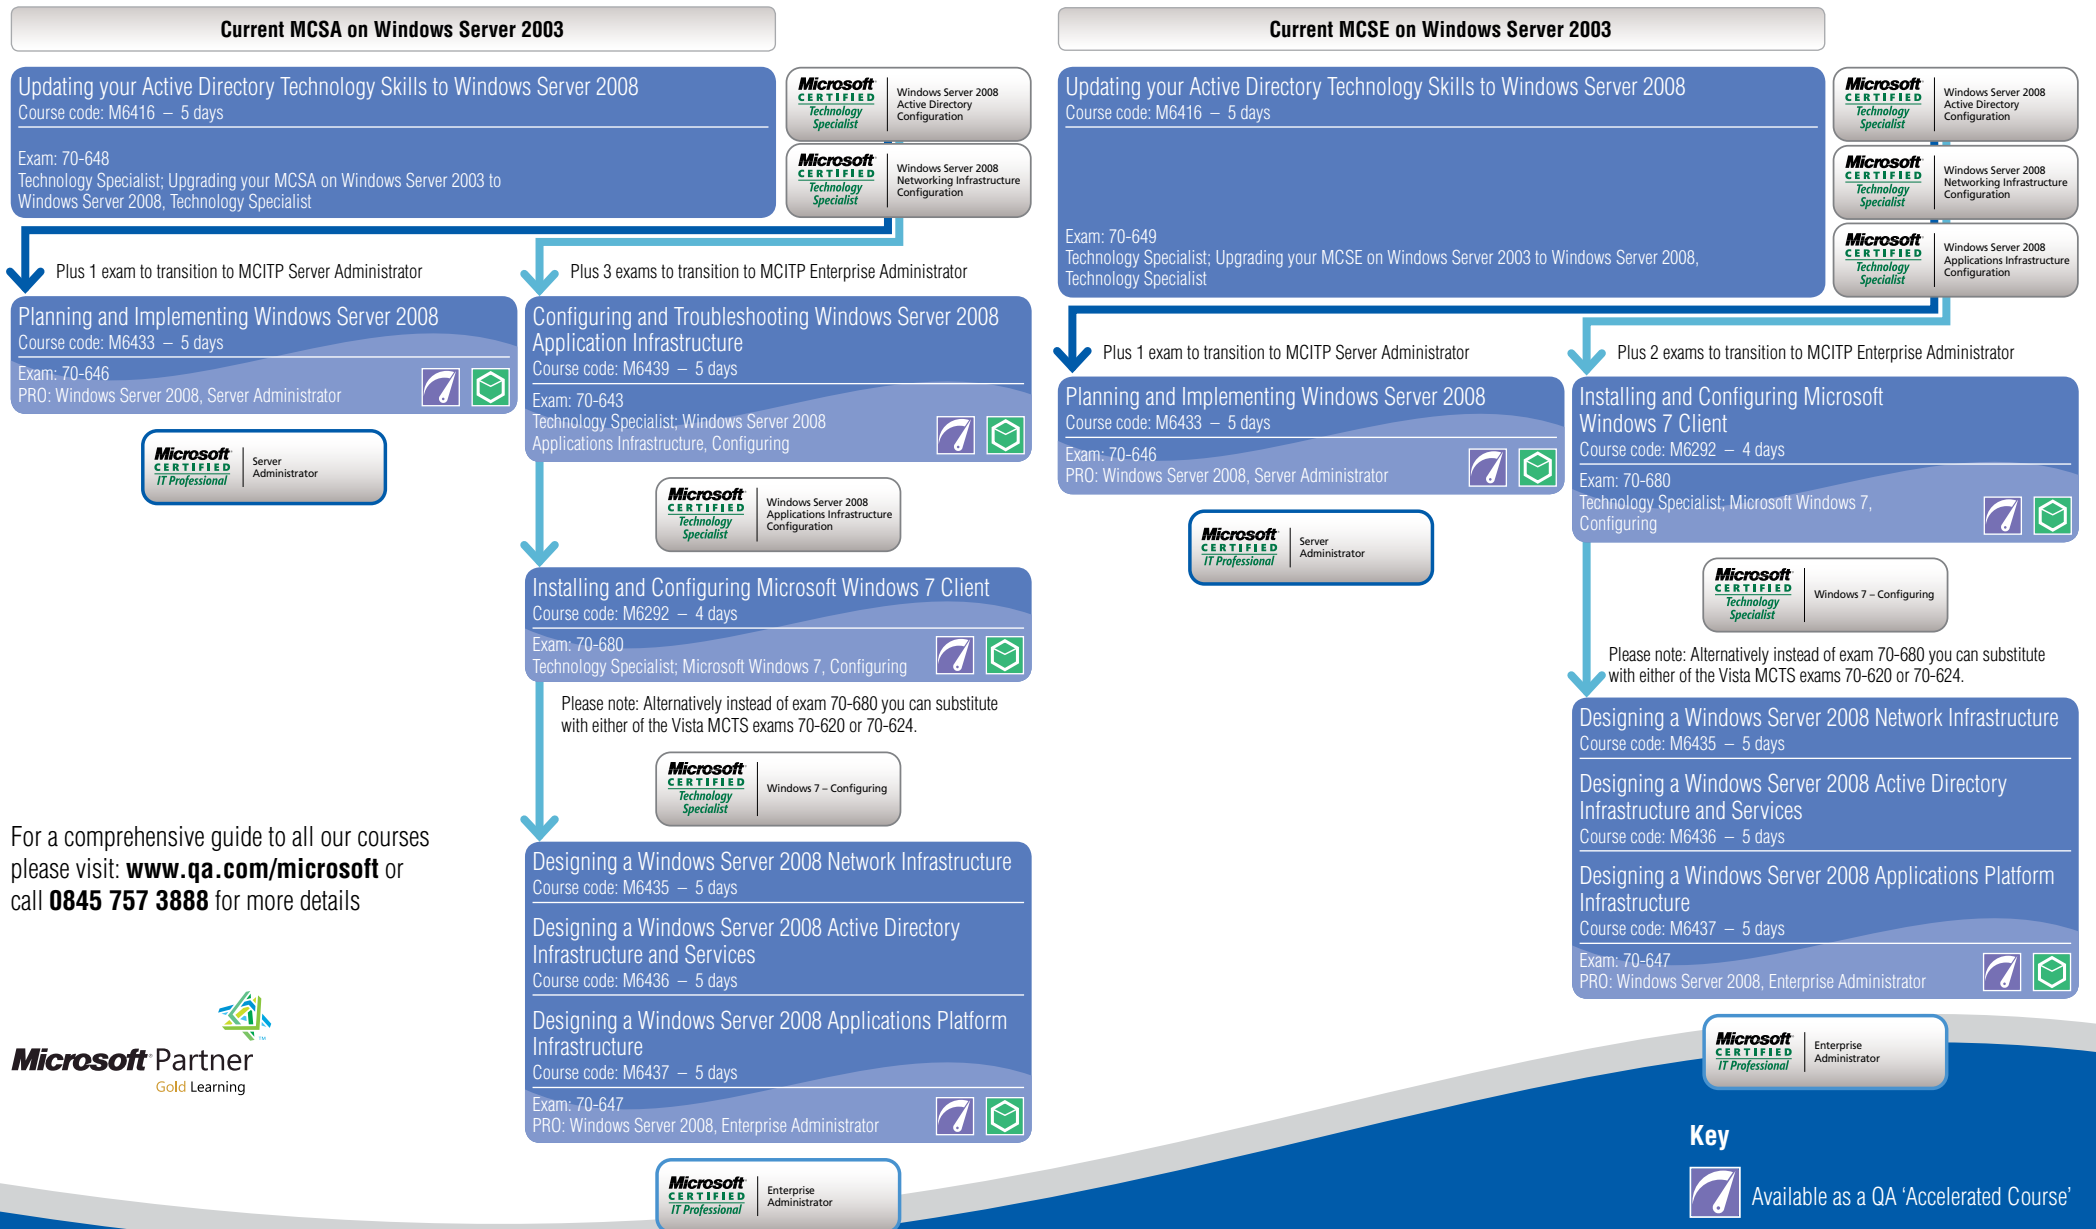 Current MCSA on Windows Server 2003
Updating your Active Directory Technology Skills to Windows Server 2008
Course code: M6416 – 5 days
Exam: 70-648
Technology Specialist; Upgrading your MCSA on Windows Server 2003 to
Windows Server 2008, Technology Specialist
Microsoft
CERTIFIED
Technology
Specialist
Windows Server 2008
Active Directory
Configuration
Microsoft
CERTIFIED
Technology
Specialist
Windows Server 2008
Networking Infrastructure
Configuration
Plus 1 exam to transition to MCITP Server Administrator
Planning and Implementing Windows Server 2008
Course code: M6433 – 5 days
Exam: 70-646
PRO: Windows Server 2008, Server Administrator
Microsoft
CERTIFIED
IT Professional
Server
Administrator
Plus 3 exams to transition to MCITP Enterprise Administrator
Configuring and Troubleshooting Windows Server 2008
Application Infrastructure
Course code: M6439 – 5 days
Exam: 70-643
Technology Specialist; Windows Server 2008
Applications Infrastructure, Configuring
Microsoft
CERTIFIED
Technology
Specialist
Windows Server 2008
Applications Infrastructure
Configuration
Installing and Configuring Microsoft Windows 7 Client
Course code: M6292 – 4 days
Exam: 70-680
Technology Specialist; Microsoft Windows 7, Configuring
Please note: Alternatively instead of exam 70-680 you can substitute
with either of the Vista MCTS exams 70-620 or 70-624.
Microsoft
CERTIFIED
Technology
Specialist
Windows 7 – Configuring
Designing a Windows Server 2008 Network Infrastructure
Course code: M6435 – 5 days
Designing a Windows Server 2008 Active Directory
Infrastructure and Services
Course code: M6436 – 5 days
Designing a Windows Server 2008 Applications Platform
Infrastructure
Course code: M6437 – 5 days
Exam: 70-647
PRO: Windows Server 2008, Enterprise Administrator
Microsoft
CERTIFIED
IT Professional
Enterprise
Administrator
For a comprehensive guide to all our courses
please visit: www.qa.com/microsoft or
call 0845 757 3888 for more details
Microsoft Partner
Gold Learning
Current MCSE on Windows Server 2003
Updating your Active Directory Technology Skills to Windows Server 2008
Course code: M6416 – 5 days
Exam: 70-649
Technology Specialist; Upgrading your MCSE on Windows Server 2003 to Windows Server 2008,
Technology Specialist
Microsoft
CERTIFIED
Technology
Specialist
Windows Server 2008
Active Directory
Configuration
Microsoft
CERTIFIED
Technology
Specialist
Windows Server 2008
Networking Infrastructure
Configuration
Microsoft
CERTIFIED
Technology
Specialist
Windows Server 2008
Applications Infrastructure
Configuration
Plus 1 exam to transition to MCITP Server Administrator
Planning and Implementing Windows Server 2008
Course code: M6433 – 5 days
Exam: 70-646
PRO: Windows Server 2008, Server Administrator
Microsoft
CERTIFIED
IT Professional
Server
Administrator
Plus 2 exams to transition to MCITP Enterprise Administrator
Installing and Configuring Microsoft
Windows 7 Client
Course code: M6292 – 4 days
Exam: 70-680
Technology Specialist; Microsoft Windows 7,
Configuring
Microsoft
CERTIFIED
Technology
Specialist
Windows 7 – Configuring
Please note: Alternatively instead of exam 70-680 you can substitute
with either of the Vista MCTS exams 70-620 or 70-624.
Designing a Windows Server 2008 Network Infrastructure
Course code: M6435 – 5 days
Designing a Windows Server 2008 Active Directory
Infrastructure and Services
Course code: M6436 – 5 days
Designing a Windows Server 2008 Applications Platform
Infrastructure
Course code: M6437 – 5 days
Exam: 70-647
PRO: Windows Server 2008, Enterprise Administrator
Microsoft
CERTIFIED
IT Professional
Enterprise
Administrator
Key
Available as a QA ‘Accelerated Course’